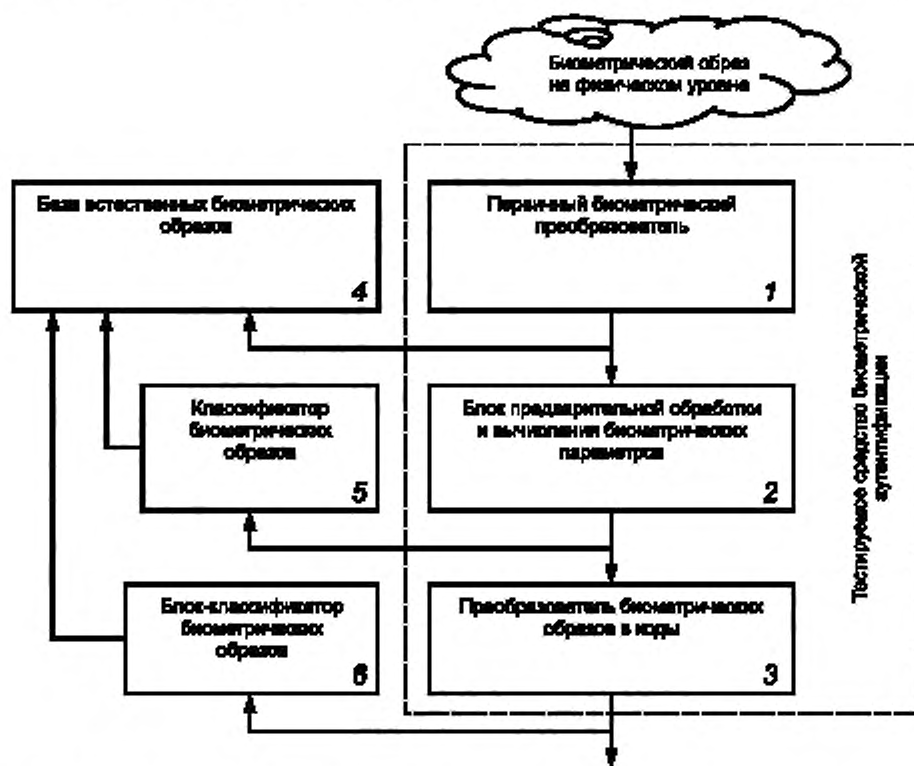 Биометрический образ
на физическом уровне
Первичный биометрический
преобразователь
1
База естественных биометрических
образов
4
Блок предварительной обработки
и вычисления биометрических
параметров
2
Классификатор
биометрических
образов
5
Преобразователь биометрических
образов в коды
3
Блок-классификатор
биометрических
образов
6
Тестируемое средство биометрической
аутентификации